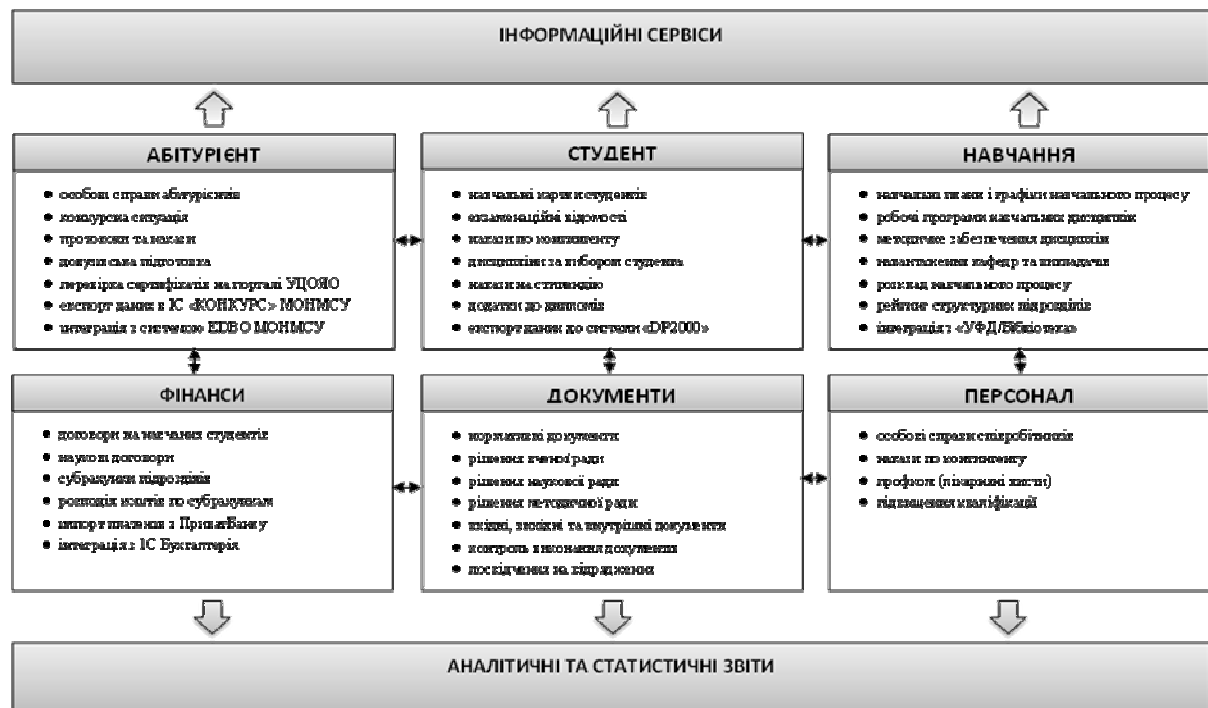 ІНФОРМАЦІЙНІ СЕРВІСИ
АБІТУРІЄНТ
особові справи абітурієнтів
конкурсна ситуація
протоколи та накази
довузівська підготовка
перевірка сертифікатів на порталі УЦОЯО
експорт даних в ІС «КОНКУРС» МОНМСУ
інтеграція з системою EDBO МОНМСУ
СТУДЕНТ
навчальні картки студентів
екзаменаційні відомості
накази по контингенту
дисципліни за вибором студента
накази на стипендію
додатки до дипломів
експорт даних до системи «DP2000»
НАВЧАННЯ
навчальні плани і графіки навчального процесу
робочі програми навчальних дисциплін
методичне забезпечення дисциплін
навантаження кафедр та викладачів
розклад навчального процесу
рейтинг структурних підрозділів
інтеграція з «УФД/Бібліотека»
ФІНАНСИ
договори на навчання студентів
наукові договори
субрахунки підрозділів
розподіл коштів по субрахункам
імпорт платежів з ПриватБанку
інтеграція з 1С Бухгалтерія
ДОКУМЕНТИ
нормативні документи
рішення вченої ради
рішення наукової ради
рішення методичної ради
вхідні, вихідні та внутрішні документи
контроль виконання документів
посвідчення на відрядження
ПЕРСОНАЛ
особові справи співробітників
накази по контингенту
профком (лікарняні листи)
підвищення кваліфікації
АНАЛІТИЧНІ ТА СТАТИСТИЧНІ ЗВІТИ